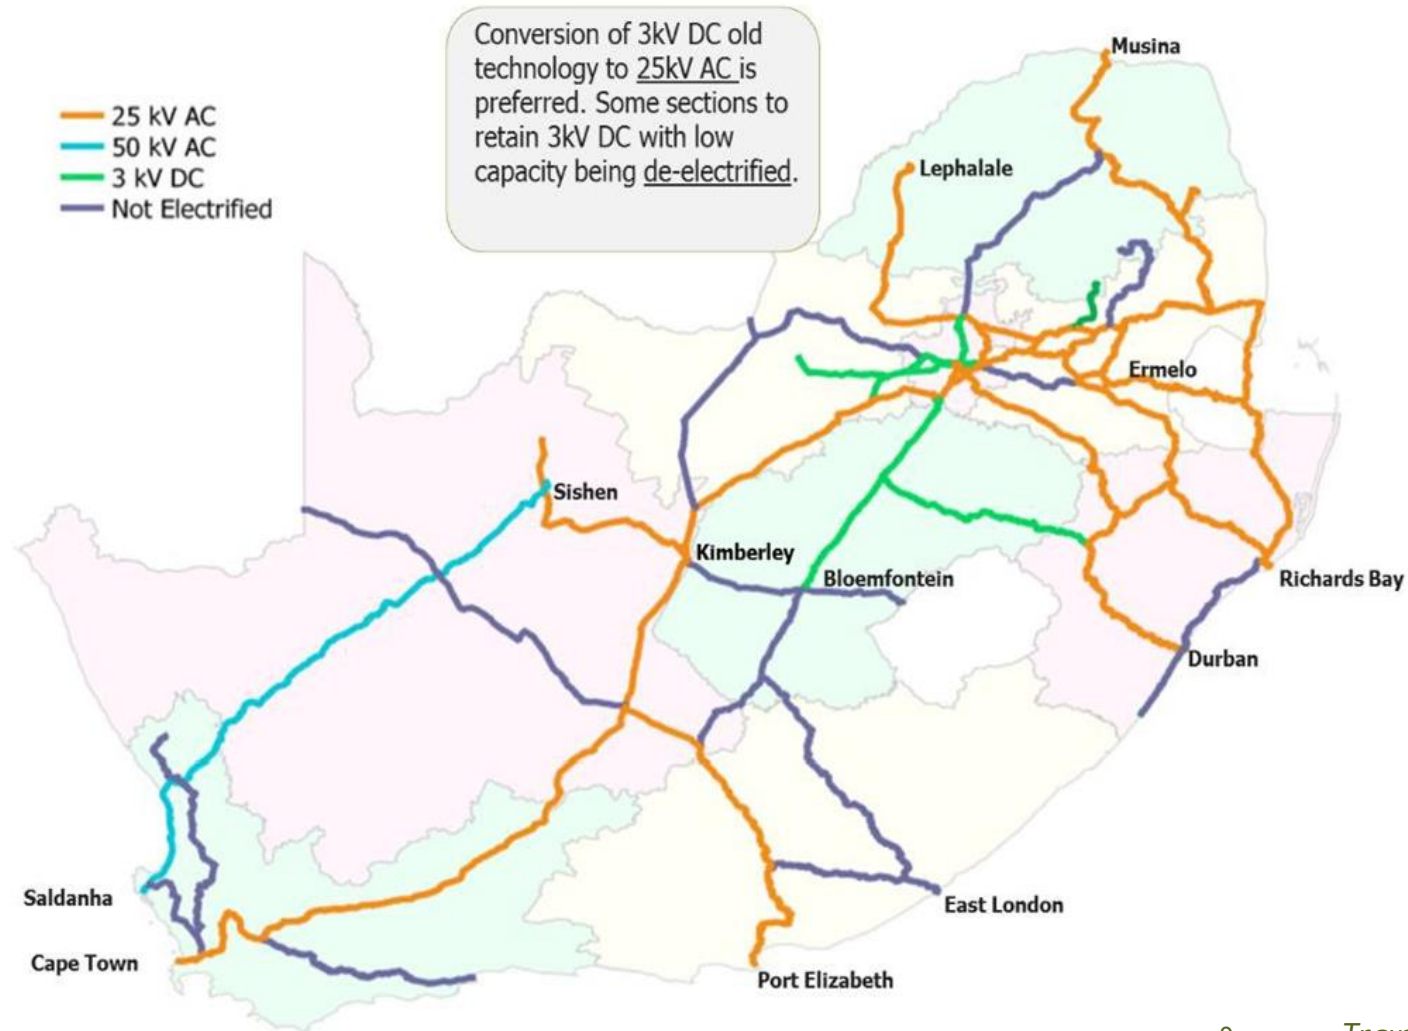 Conversion of 3kV DC old
technology to 25kV AC is
preferred. Some sections to
retain 3kV DC with low
capacity being de-electrified.
25 kV AC
50 kV AC
3 kV DC
Not Electrified
Musina
Lephalale
Ermelo
Sishen
Kimberley
Bloemfontein
Richards Bay
Durban
Saldanha
East London
Cape Town
Port Elizabeth